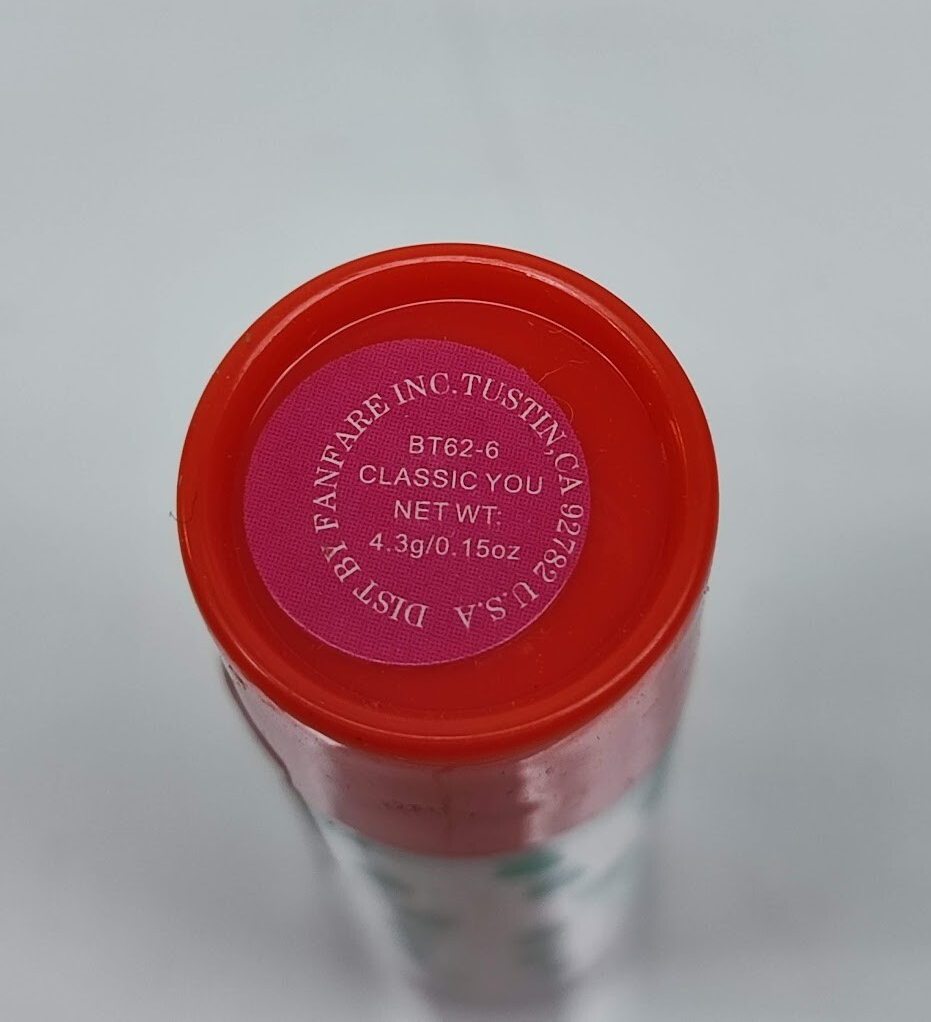 DIST BY FANFARE INC. TUSTIN, CA 92782 U.S.A
BT62-6
CLASSIC YOU
NET WT:
4.3g/0.15oz